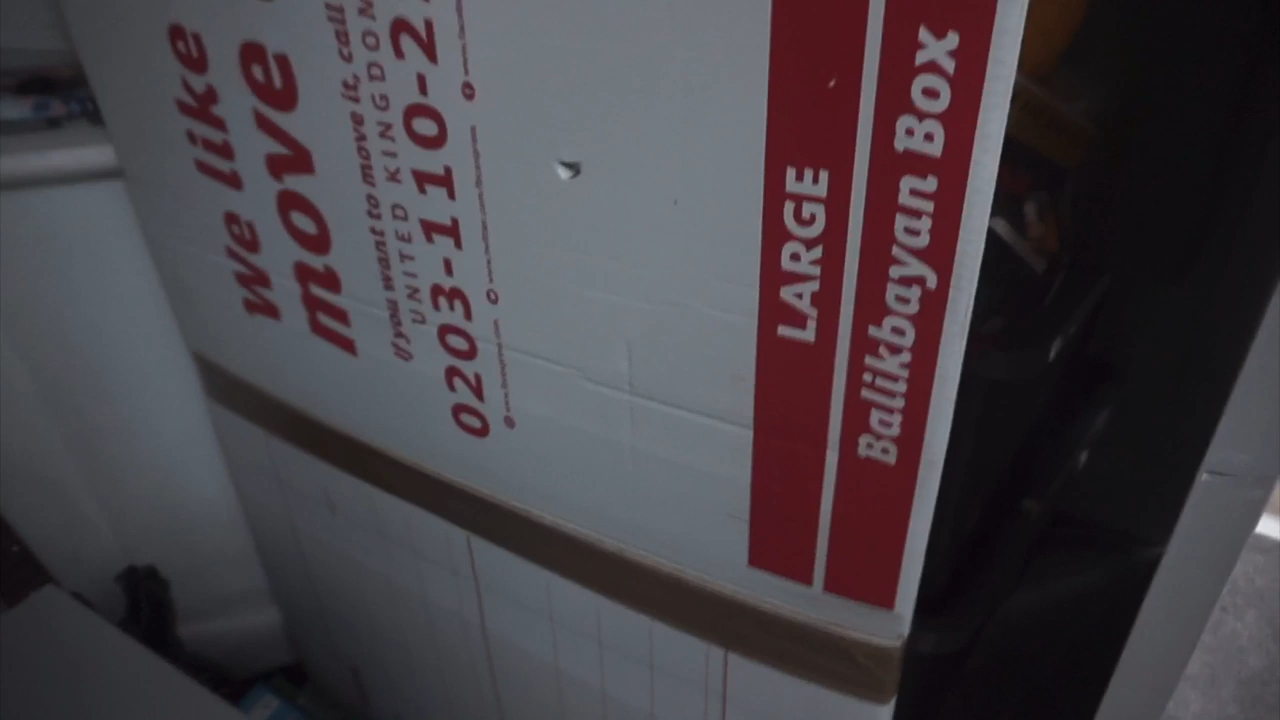 we like
move
If you want to move it, call
UNITED KINGDOM
0203-110-2
LARGE
Balikbayan Box